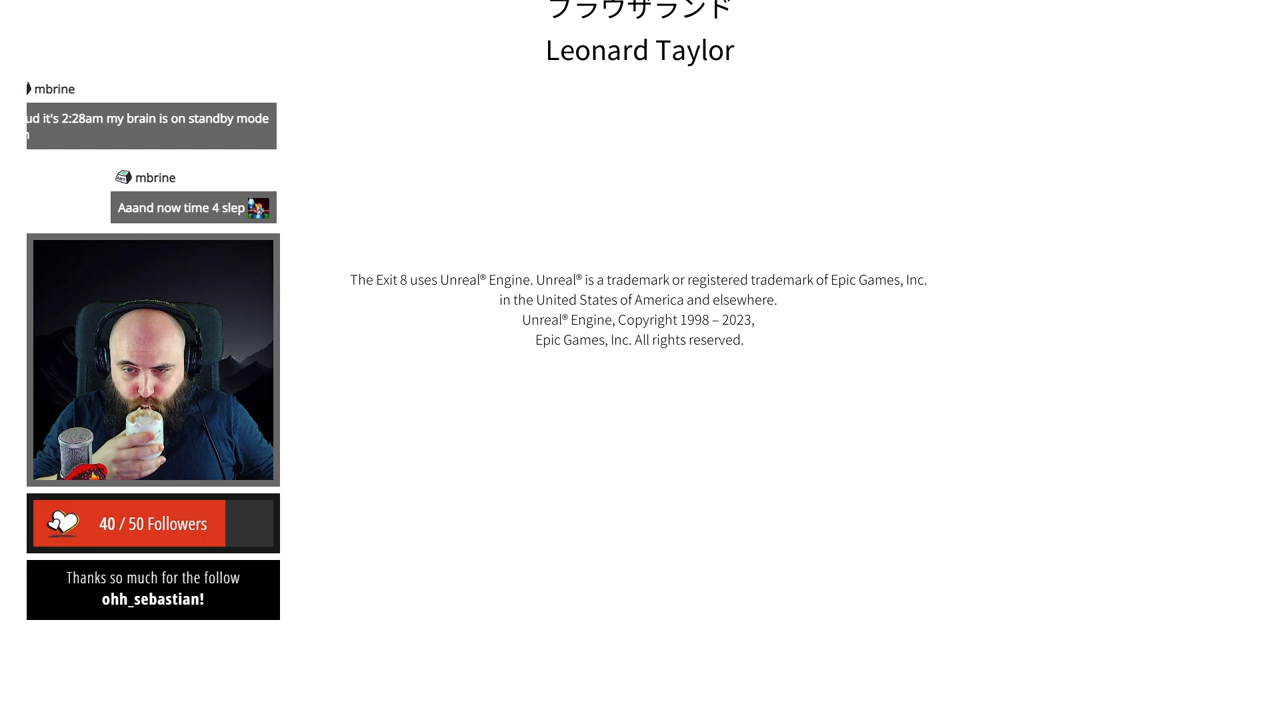 ブラウザランド
Leonard Taylor
mbrine
it's 2:28am my brain is on standby mode
mbrine
Aaand now time 4 slep
The Exit 8 uses Unreal® Engine. Unreal® is a trademark or registered trademark of Epic Games, Inc.
in the United States of America and elsewhere.
Unreal® Engine, Copyright 1998 – 2023,
Epic Games, Inc. All rights reserved.
40 / 50 Followers
Thanks so much for the follow
ohh_sebastian!